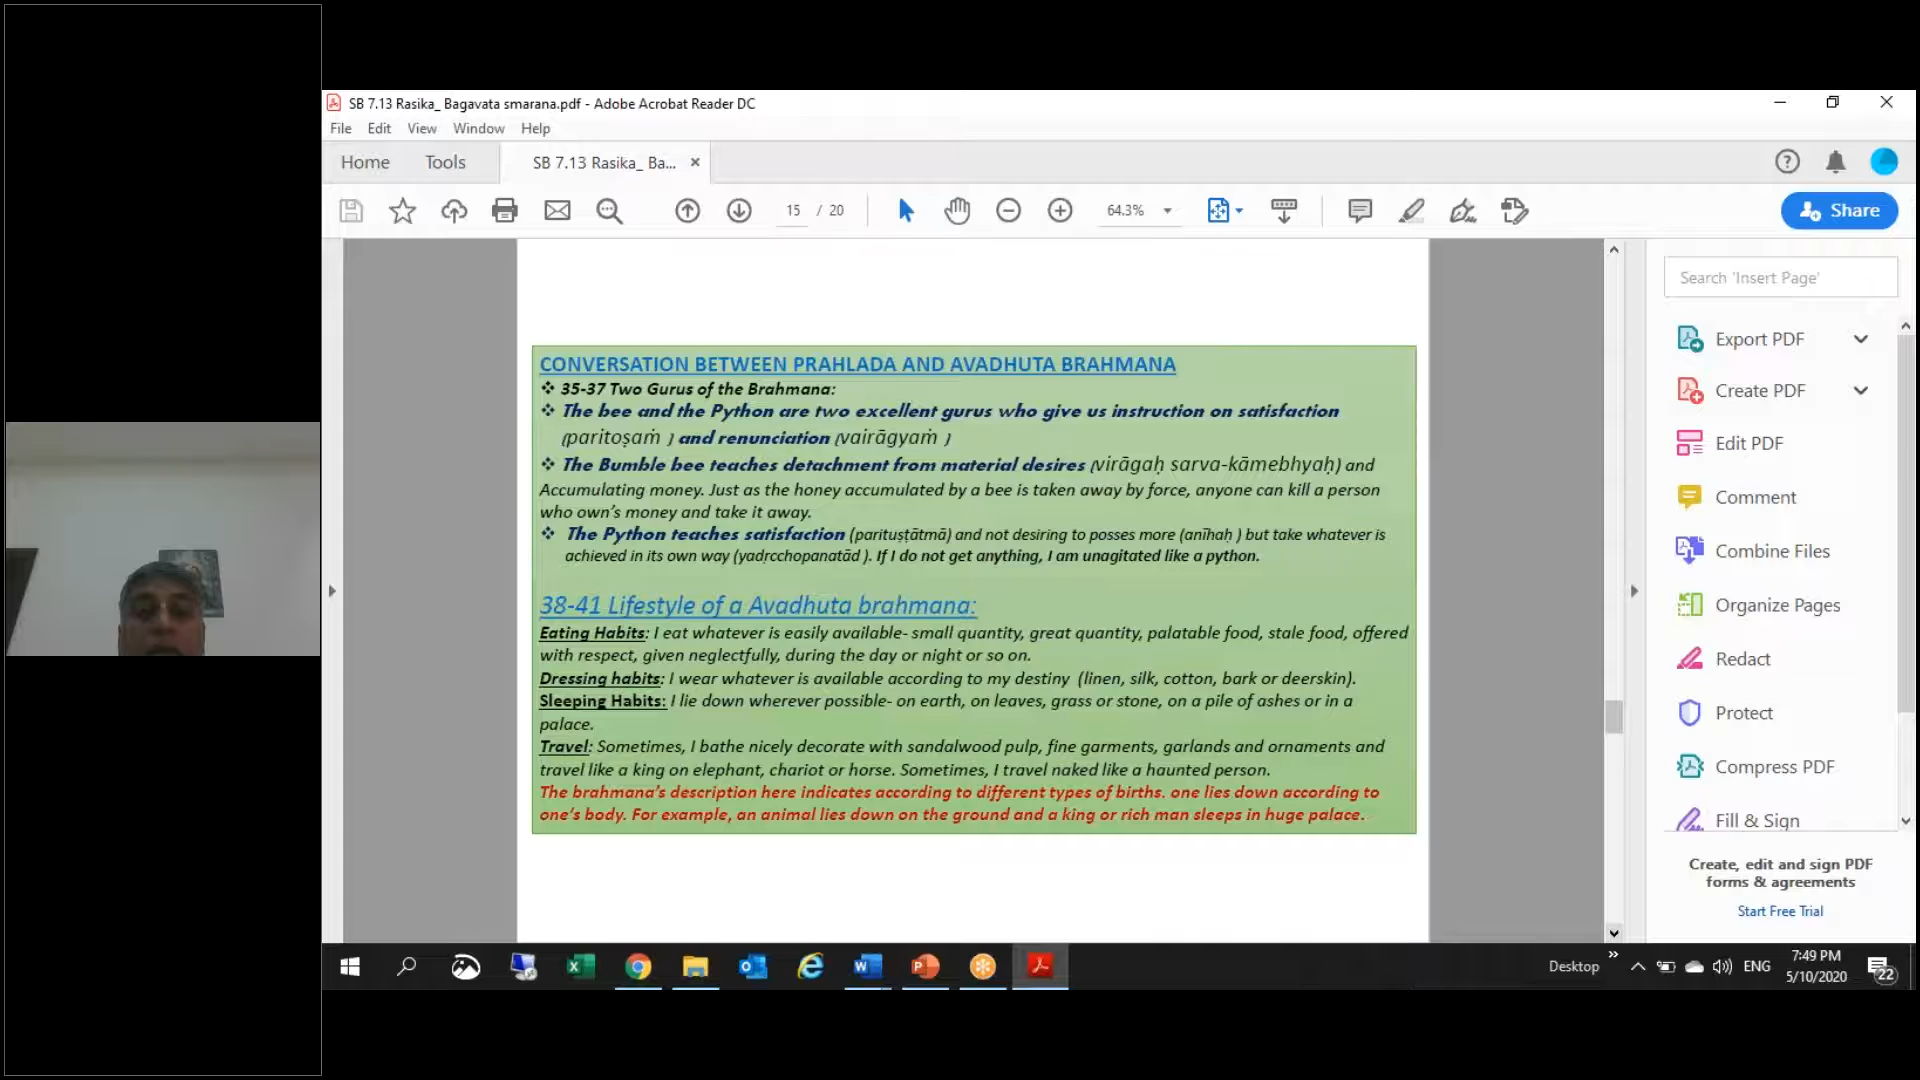 SB 7.13 Rasika_ Bagavata smarana.pdf - Adobe Acrobat Reader DC
File Edit View Window Help
Home Tools SB 7.13 Rasika_ Ba... ×
15 / 20 64.3% Share
Search 'Insert Page'
Export PDF
Create PDF
Edit PDF
Comment
Combine Files
Organize Pages
Redact
Protect
Compress PDF
Fill & Sign
Create, edit and sign PDF
forms & agreements
Start Free Trial
CONVERSATION BETWEEN PRAHLADA AND AVADHUTA BRAHMANA
❖ 35-37 Two Gurus of the Brahmana:
❖ The bee and the Python are two excellent gurus who give us instruction on satisfaction
(paritoṣaṁ ) and renunciation (vairāgyaṁ )
❖ The Bumble bee teaches detachment from material desires (virāgaḥ sarva-kāmebhyaḥ) and
Accumulating money. Just as the honey accumulated by a bee is taken away by force, anyone can kill a person
who own's money and take it away.
❖ The Python teaches satisfaction (parituṣṭātmā) and not desiring to posses more (anīhaḥ ) but take whatever is
achieved in its own way (yadṛcchopanatād ). If I do not get anything, I am unagitated like a python.
38-41 Lifestyle of a Avadhuta brahmana:
Eating Habits: I eat whatever is easily available- small quantity, great quantity, palatable food, stale food, offered
with respect, given neglectfully, during the day or night or so on.
Dressing habits: I wear whatever is available according to my destiny (linen, silk, cotton, bark or deerskin).
Sleeping Habits: I lie down wherever possible- on earth, on leaves, grass or stone, on a pile of ashes or in a
palace.
Travel: Sometimes, I bathe nicely decorate with sandalwood pulp, fine garments, garlands and ornaments and
travel like a king on elephant, chariot or horse. Sometimes, I travel naked like a haunted person.
The brahmana's description here indicates according to different types of births. one lies down according to
one's body. For example, an animal lies down on the ground and a king or rich man sleeps in huge palace.
Desktop ENG 7:49 PM
5/10/2020 22